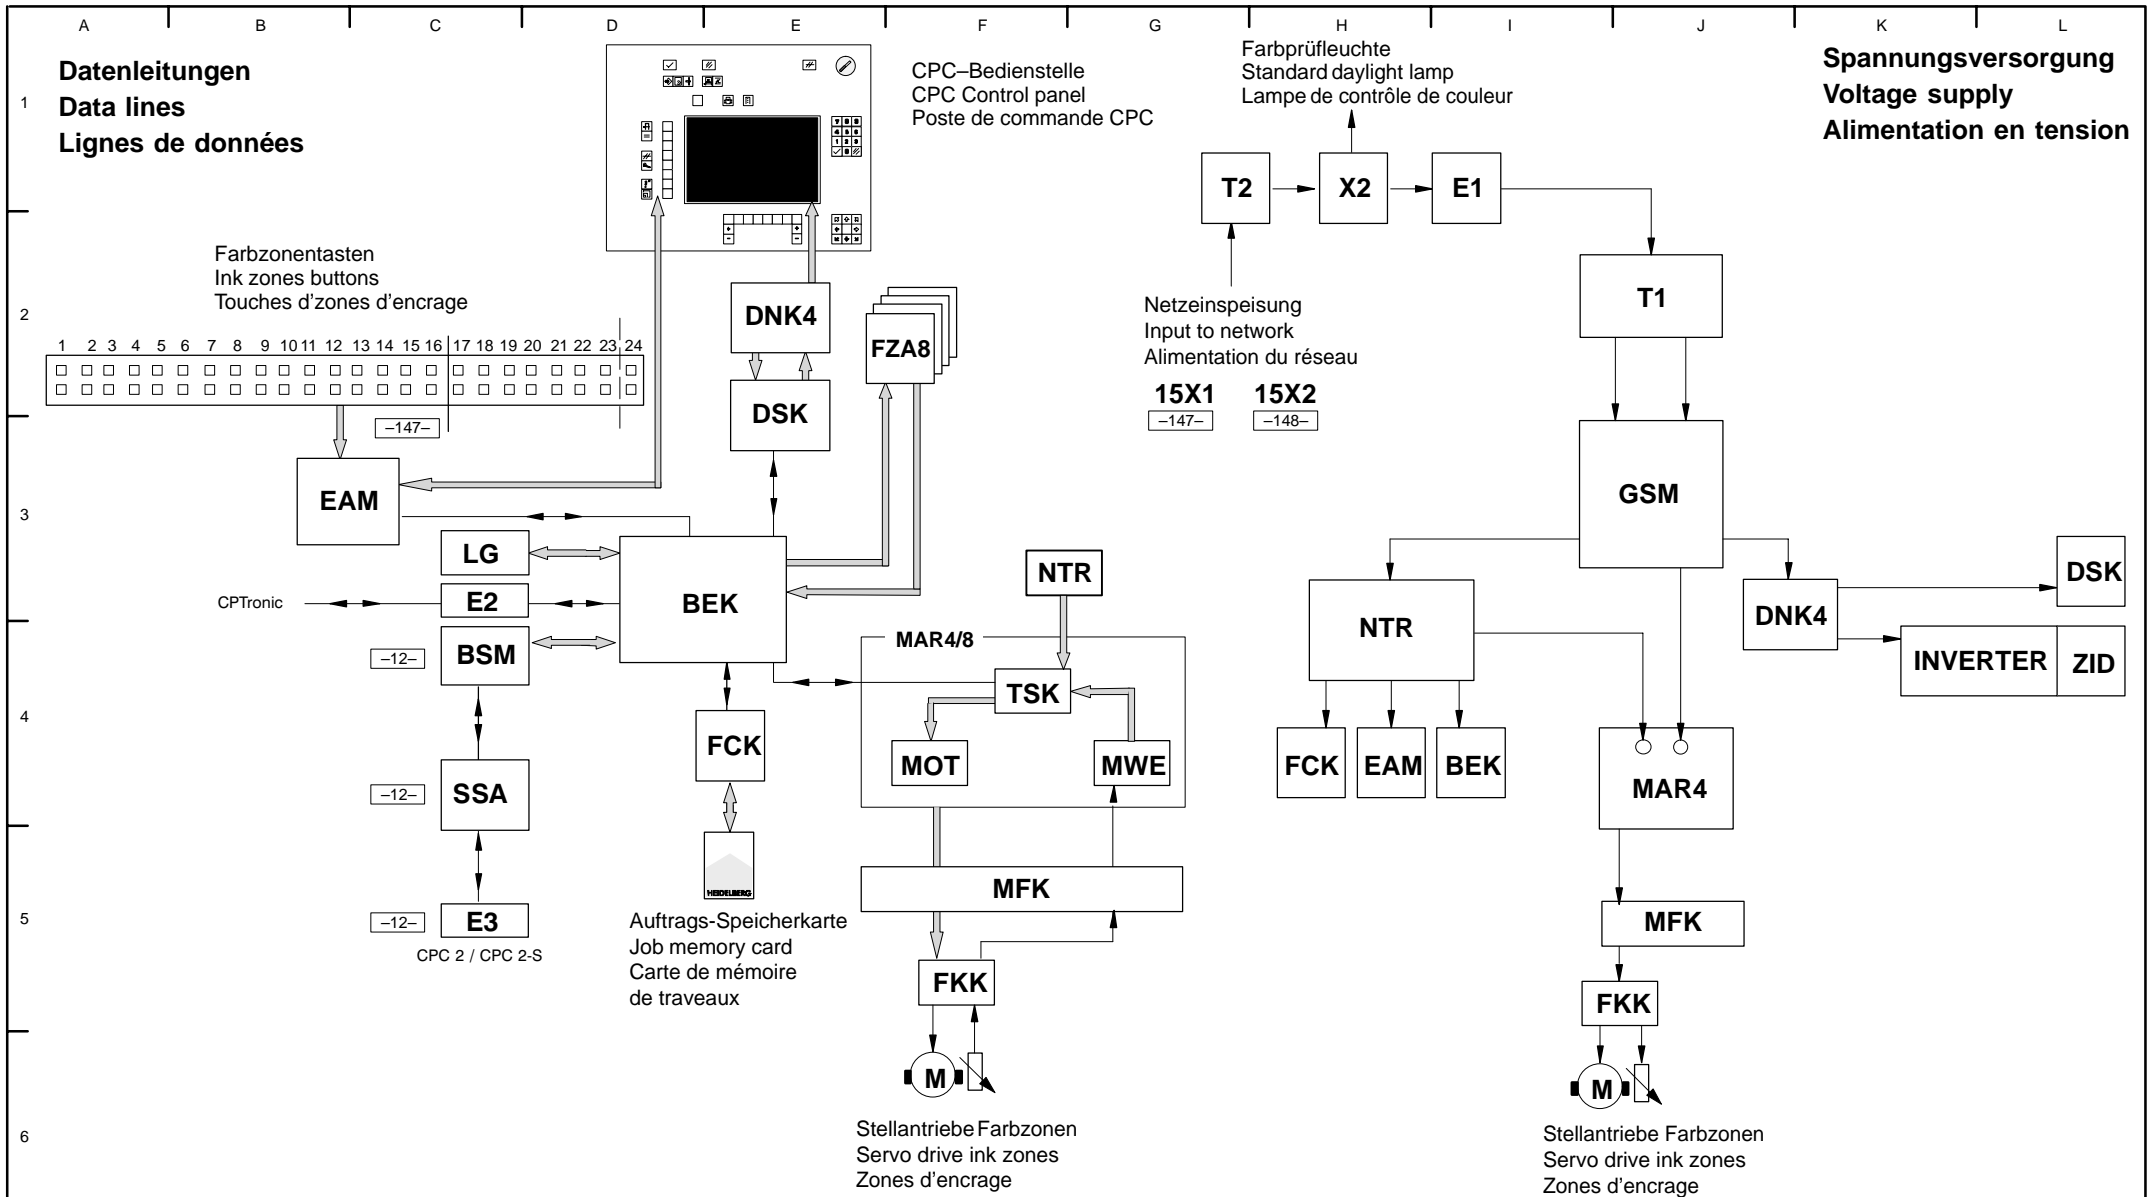 A B C D E F G H I J K L
1
2
3
4
5
6
Datenleitungen
Data lines
Lignes de données
CPC–Bedienstelle
CPC Control panel
Poste de commande CPC
Farbprüfleuchte
Standard daylight lamp
Lampe de contrôle de couleur
Spannungsversorgung
Voltage supply
Alimentation en tension
T2
X2
E1
T1
Farbzonentasten
Ink zones buttons
Touches d'zones d'encrage
1 2 3 4 5 6 7 8 9 10 11 12 13 14 15 16 17 18 19 20 21 22 23 24
–147–
DNK4
DSK
FZA8
Netzeinspeisung
Input to network
Alimentation du réseau
15X1 15X2
–147– –148–
EAM
LG
CPTronic
E2
BEK
–12–
BSM
–12–
SSA
–12–
E3
CPC 2 / CPC 2-S
FCK
HEIDELBERG
Auftrags-Speicherkarte
Job memory card
Carte de mémoire
de traveaux
NTR
MAR4/8
TSK
MOT
MWE
MFK
FKK
M
Stellantriebe Farbzonen
Servo drive ink zones
Zones d'encrage
GSM
NTR
DNK4
DSK
INVERTER ZID
FCK
EAM
BEK
MAR4
MFK
FKK
M
Stellantriebe Farbzonen
Servo drive ink zones
Zones d'encrage